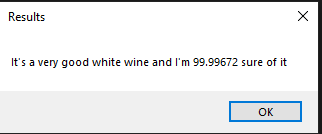 Results
It's a very good white wine and I'm 99.99672 sure of it
OK